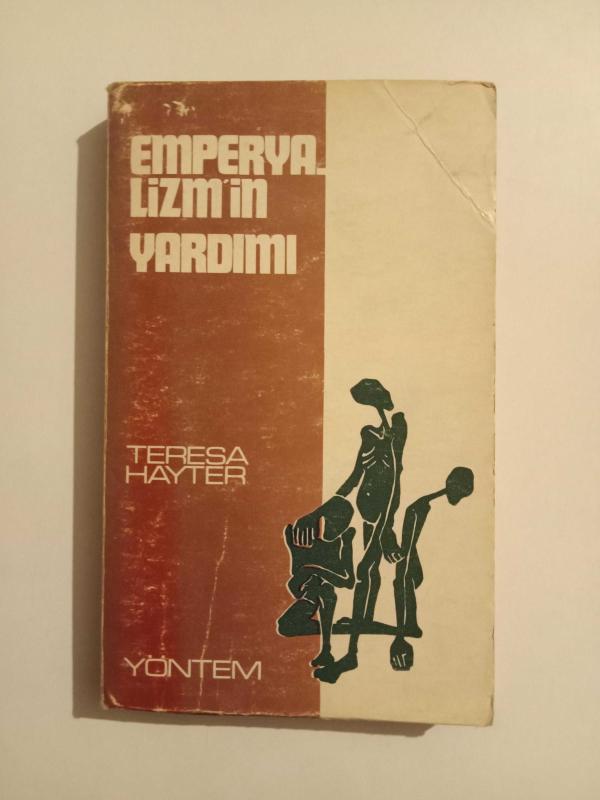 EMPERYA-
LİZM'İN
YARDIMI
TERESA
HAYTER
YÖNTEM